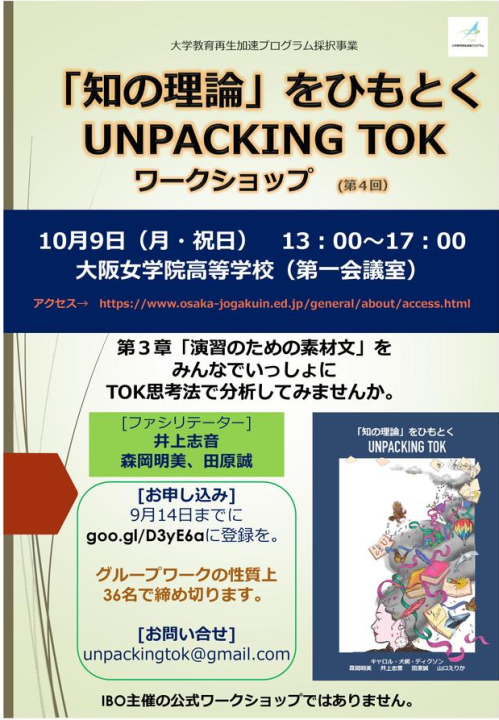 大学教育再生加速プログラム
大学教育再生加速プログラム採択事業
「知の理論」をひもとく
UNPACKING TOK
ワークショップ (第４回)
10月9日（月・祝日） 13：00～17：00
大阪女学院高等学校（第一会議室）
アクセス→ https://www.osaka-jogakuin.ed.jp/general/about/access.html
第３章「演習のための素材文」を
みんなでいっしょに
TOK思考法で分析してみませんか。
[ファシリテーター]
井上志音
森岡明美、田原誠
[お申し込み]
9月14日までに
goo.gl/D3yE6aに登録を。
グループワークの性質上
36名で締め切ります。
[お問い合せ]
unpackingtok@gmail.com
「知の理論」をひもとく
UNPACKING TOK
キャロル・犬飼・ディクソン
森岡明美 井上志音 田原誠 山口えりか
IBO主催の公式ワークショップではありません。